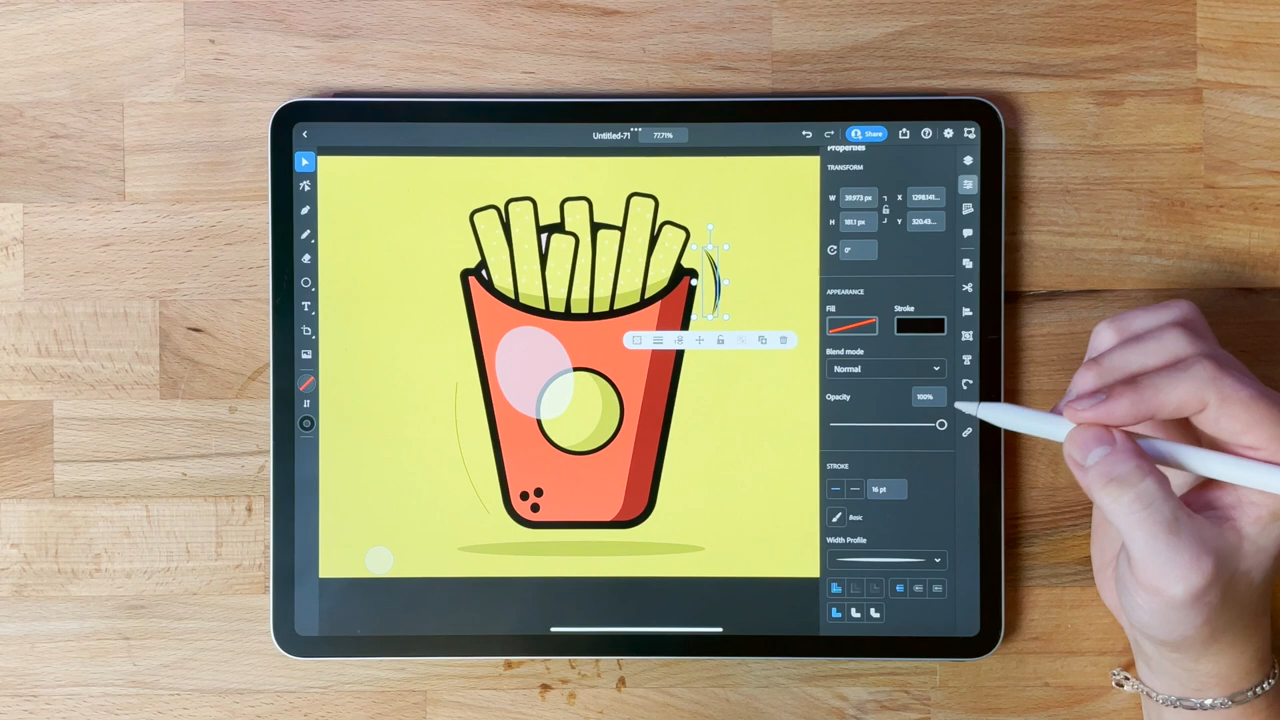 Untitled-71 77.71% Share
Properties
TRANSFORM
W 39.973 px X 1298.141...
H 181.1 px Y 320.43...
0°
APPEARANCE
Fill Stroke
Blend mode
Normal
Opacity 100%
STROKE
16 pt
Basic
Width Profile
T